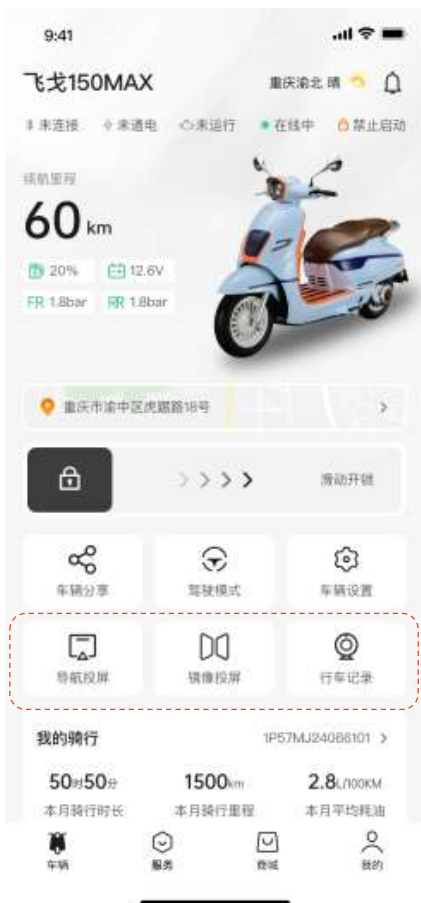 9:41
飞戈150MAX 重庆渝北 晴
未连接 未通电 未运行 在线中 禁止启动
续航里程
60 km
20% 12.6V
FR 1.8bar RR 1.8bar
重庆市渝中区虎踞路18号
滑动开锁
车辆分享 驾驶模式 车辆设置
导航投屏 镜像投屏 行车记录
我的骑行 1P57MJ24066101
50时50分 1500km 2.8L/100KM
本月骑行时长 本月骑行里程 本月平均耗油
车辆 服务 商城 我的